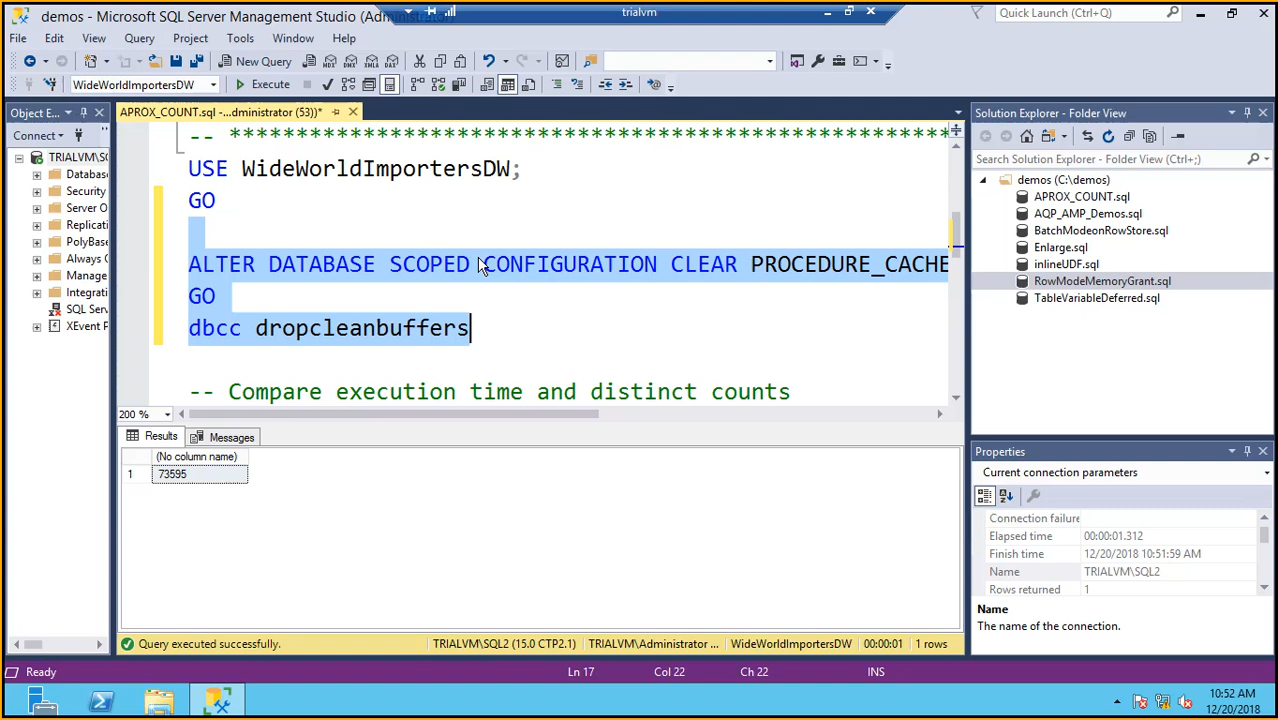 demos - Microsoft SQL Server Management Studio (Administrator)
trialvm
Quick Launch (Ctrl+Q)
File Edit View Query Project Tools Window Help
New Query
MDX DMX XMLA DAX
WideWorldImportersDW
Execute
Object E...
APROX_COUNT.sql -...dministrator (53))*
Solution Explorer - Folder View
Connect
Search Solution Explorer - Folder View (Ctrl+;)
TRIALVM\SQ
Databas
Security
Server O
Replicati
PolyBase
Always O
Manage
Integrati
SQL Serv
XEvent P
-- ******************************************************
USE WideWorldImportersDW;
GO
ALTER DATABASE SCOPED CONFIGURATION CLEAR PROCEDURE_CACHE
GO
dbcc dropcleanbuffers
-- Compare execution time and distinct counts
200 %
demos (C:\demos)
APROX_COUNT.sql
AQP_AMP_Demos.sql
BatchModeonRowStore.sql
Enlarge.sql
inlineUDF.sql
RowModeMemoryGrant.sql
TableVariableDeferred.sql
Results Messages
(No column name)
1 73595
Properties
Current connection parameters
Connection failure
Elapsed time 00:00:01.312
Finish time 12/20/2018 10:51:59 AM
Name TRIALVM\SQL2
Rows returned 1
Name
The name of the connection.
Query executed successfully. TRIALVM\SQL2 (15.0 CTP2.1) TRIALVM\Administrator ... WideWorldImportersDW 00:00:01 1 rows
Ready Ln 17 Col 22 Ch 22 INS
10:52 AM
12/20/2018